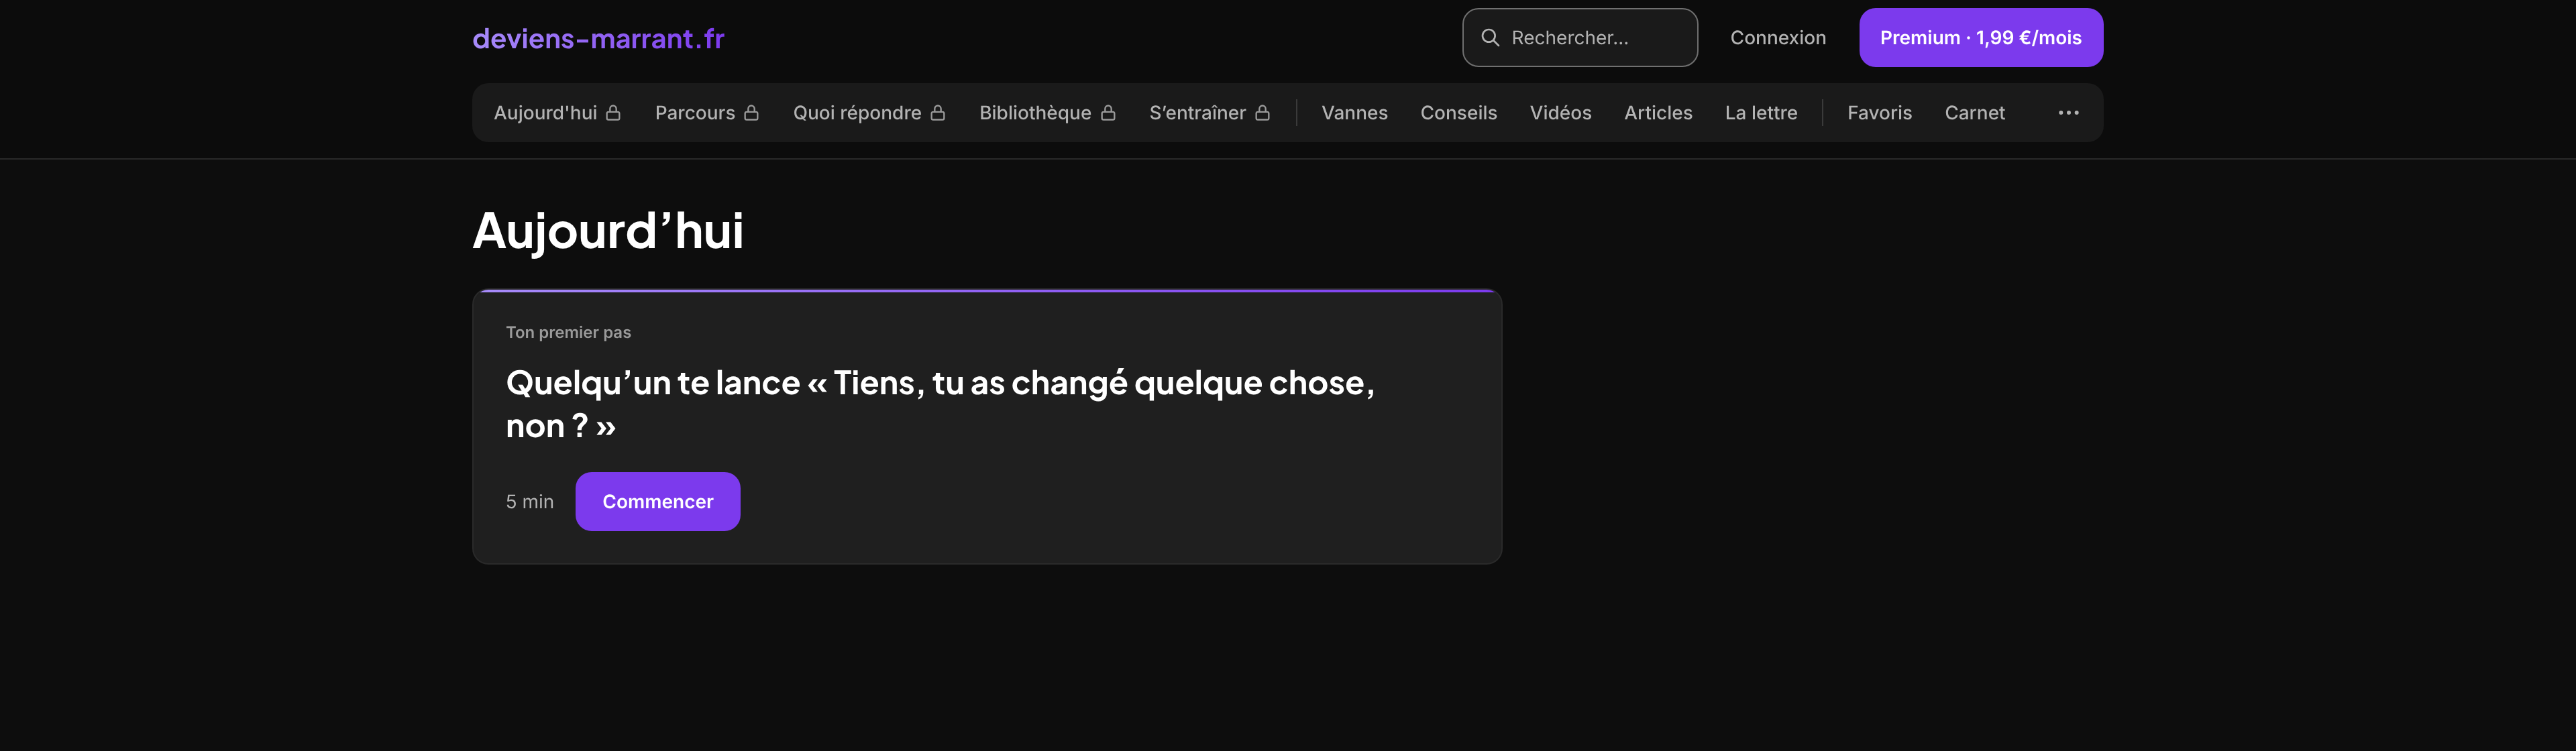 deviens-marrant.fr
Rechercher...
Connexion
Premium · 1,99 €/mois
Aujourd'hui
Parcours
Quoi répondre
Bibliothèque
S’entraîner
Vannes
Conseils
Vidéos
Articles
La lettre
Favoris
Carnet
Aujourd’hui
Ton premier pas
Quelqu’un te lance « Tiens, tu as changé quelque chose,
non ? »
5 min
Commencer